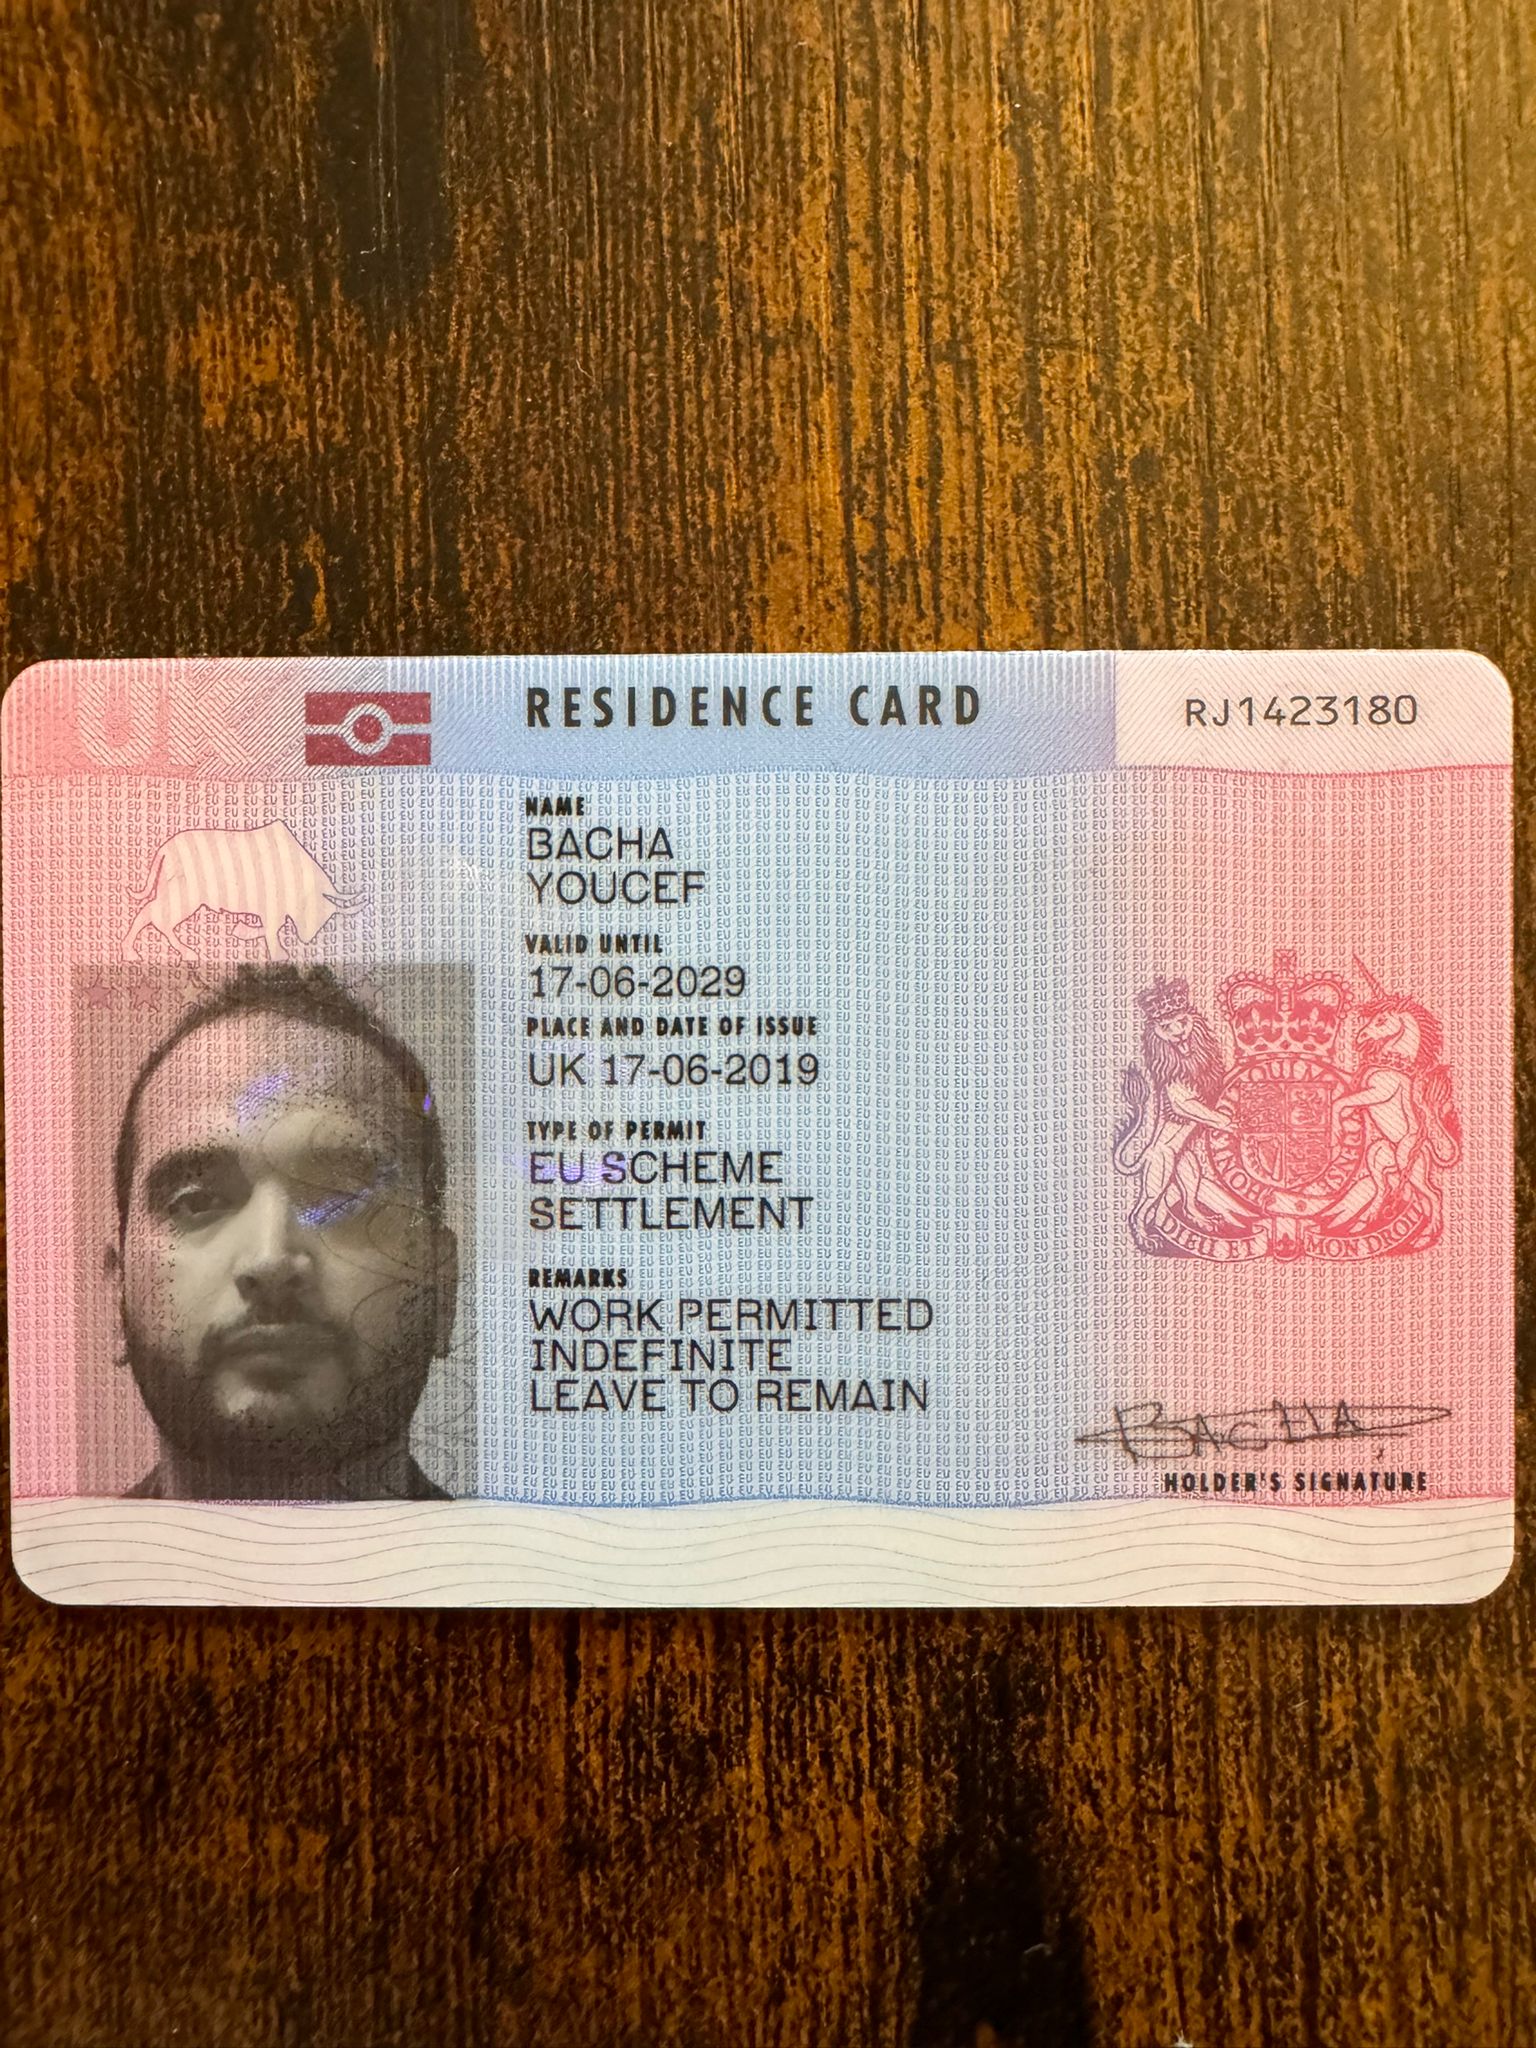 UK
RESIDENCE CARD
RJ1423180
NAME
BACHA
YOUCEF
VALID UNTIL
17-06-2029
PLACE AND DATE OF ISSUE
UK 17-06-2019
TYPE OF PERMIT
EU SCHEME
SETTLEMENT
REMARKS
WORK PERMITTED
INDEFINITE
LEAVE TO REMAIN
DIEU ET MON DROIT
BACHA
HOLDER'S SIGNATURE